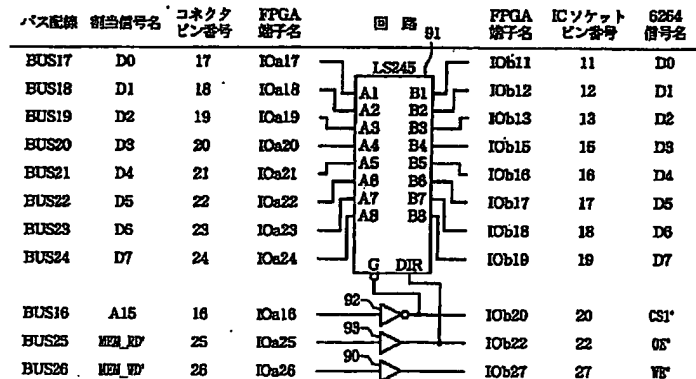 バス配線 割当信号名 コネクタピン番号 FPGA端子名 回路 FPGA端子名 ICソケットピン番号 6264信号名
91
LS245
BUS17 D0 17 IOa17 A1 B1 IOb11 11 D0
BUS18 D1 18 IOa18 A2 B2 IOb12 12 D1
BUS19 D2 19 IOa19 A3 B3 IOb13 13 D2
BUS20 D3 20 IOa20 A4 B4 IOb15 15 D3
BUS21 D4 21 IOa21 A5 B5 IOb16 16 D4
BUS22 D5 22 IOa22 A6 B6 IOb17 17 D5
BUS23 D6 23 IOa23 A7 B7 IOb18 18 D6
BUS24 D7 24 IOa24 A8 B8 IOb19 19 D7
G DIR
BUS16 A15 16 IOa16 92 IOb20 20 CS1*
BUS25 MEM_RD* 25 IOa25 93 IOb22 22 OE*
BUS26 MEM_WD* 26 IOa26 90 IOb27 27 WE*